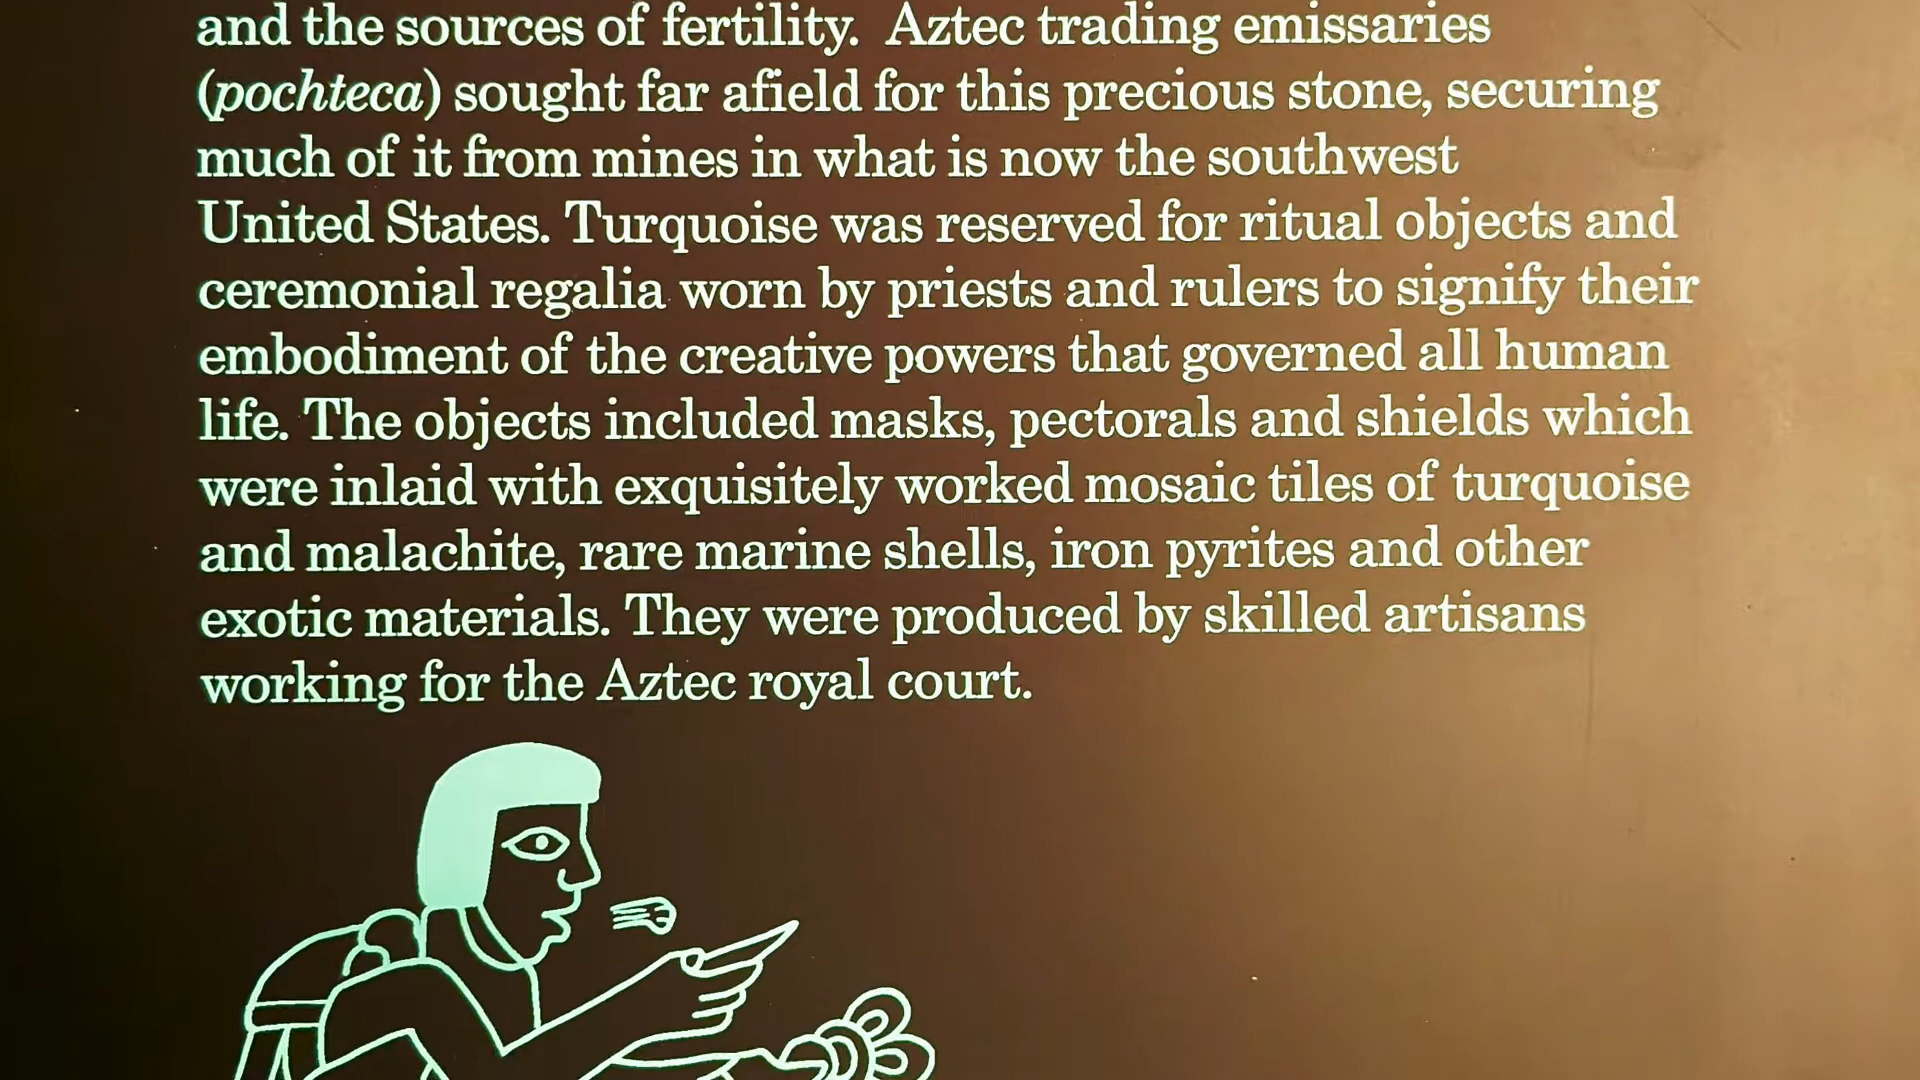 and the sources of fertility.  Aztec trading emissaries
(pochteca) sought far afield for this precious stone, securing
much of it from mines in what is now the southwest
United States. Turquoise was reserved for ritual objects and
ceremonial regalia worn by priests and rulers to signify their
embodiment of the creative powers that governed all human
life. The objects included masks, pectorals and shields which
were inlaid with exquisitely worked mosaic tiles of turquoise
and malachite, rare marine shells, iron pyrites and other
exotic materials. They were produced by skilled artisans
working for the Aztec royal court.